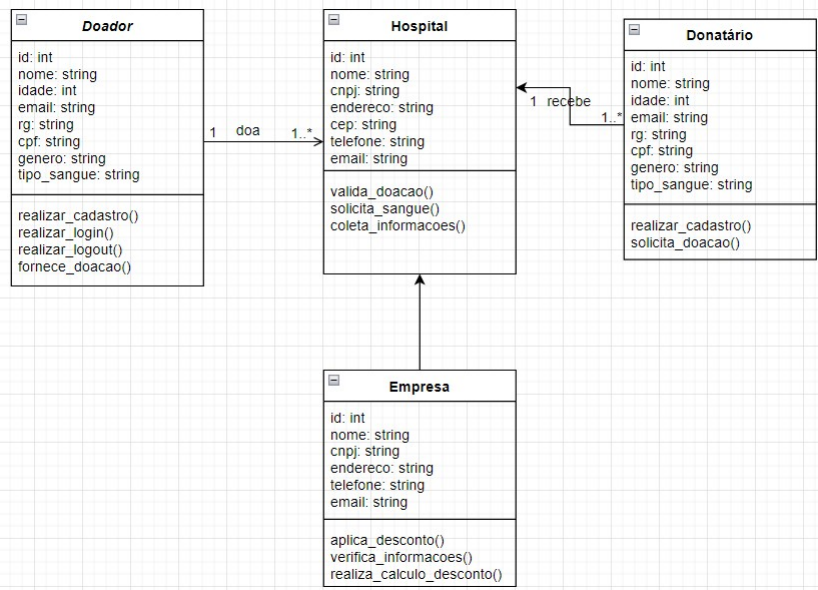 Doador
id: int
nome: string
idade: int
email: string
rg: string
cpf: string
genero: string
tipo_sangue: string
realizar_cadastro()
realizar_login()
realizar_logout()
fornece_doacao()
1 doa 1..*
Hospital
id: int
nome: string
cnpj: string
endereco: string
cep: string
telefone: string
email: string
valida_doacao()
solicita_sangue()
coleta_informacoes()
1 recebe
1..*
Donatário
id: int
nome: string
idade: int
email: string
rg: string
cpf: string
genero: string
tipo_sangue: string
realizar_cadastro()
solicita_doacao()
Empresa
id: int
nome: string
cnpj: string
endereco: string
telefone: string
email: string
aplica_desconto()
verifica_informacoes()
realiza_calculo_desconto()